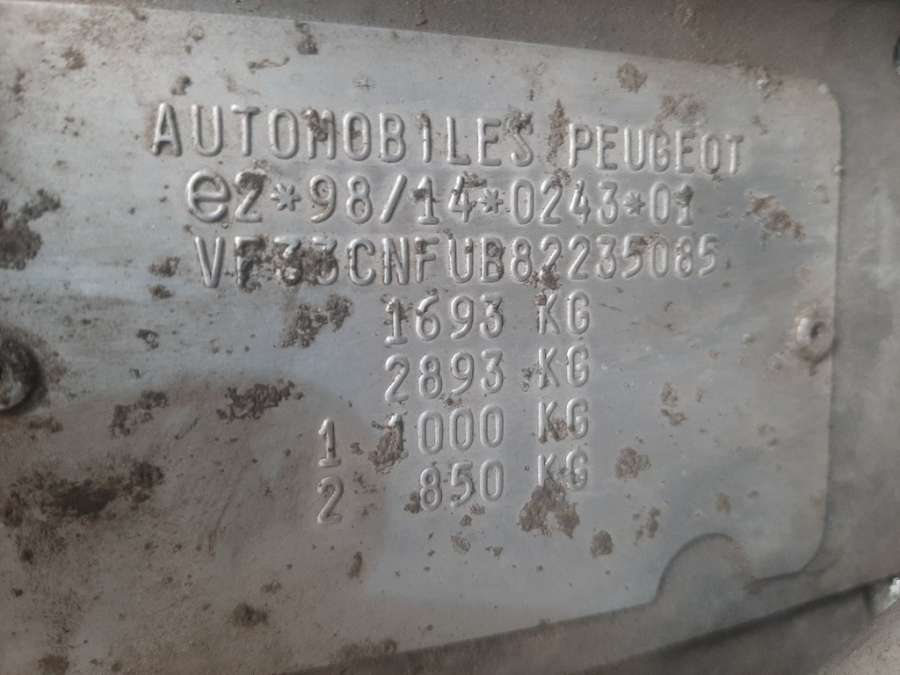 AUTOMOBILES PEUGEOT
e2*98/14*0243*01
VF33CNFUB82235085
1693 KG
2893 KG
1 1000 KG
2 850 KG